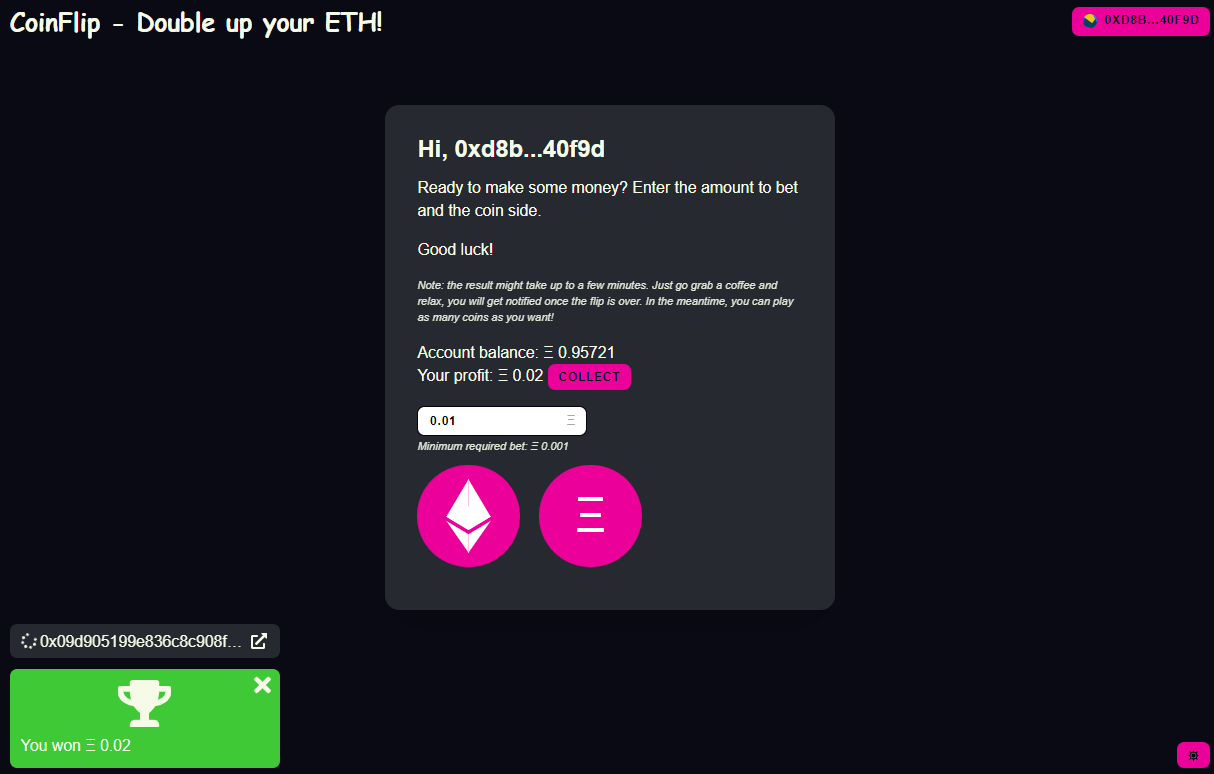 CoinFlip - Double up your ETH!
0XD8B...40F9D
Hi, 0xd8b...40f9d
Ready to make some money? Enter the amount to bet
and the coin side.
Good luck!
Note: the result might take up to a few minutes. Just go grab a coffee and
relax, you will get notified once the flip is over. In the meantime, you can play
as many coins as you want!
Account balance: Ξ 0.95721
Your profit: Ξ 0.02 COLLECT
0.01 Ξ
Minimum required bet: Ξ 0.001
Ξ
0x09d905199e836c8c908f...
You won Ξ 0.02